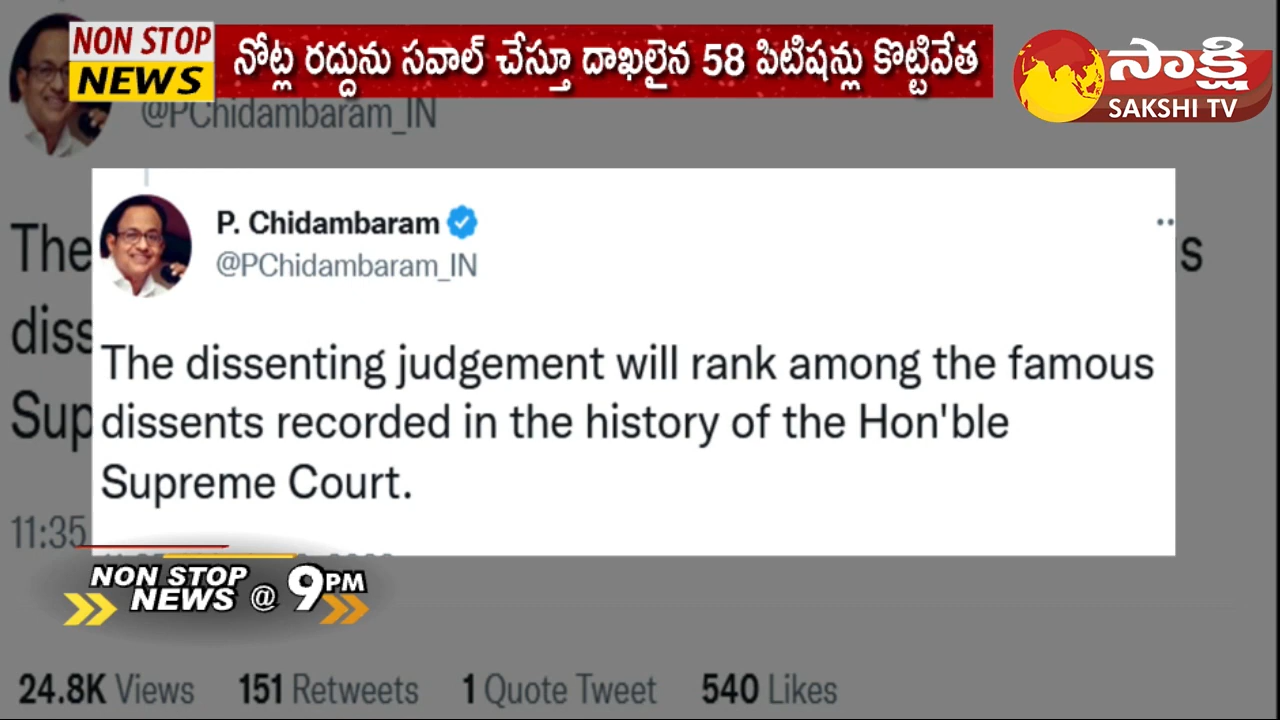 NON STOP
NEWS
నోట్ల రద్దును సవాల్ చేస్తూ దాఖలైన 58 పిటిషన్లు కొట్టివేత
సాక్షి
SAKSHI TV
@PChidambaram_IN
P. Chidambaram
@PChidambaram_IN
The
s
The dissenting judgement will rank among the famous
diss
dissents recorded in the history of the Hon'ble
Sup
Supreme Court.
11:35
NON STOP
NEWS @ 9PM
24.8K Views 151 Retweets 1 Quote Tweet 540 Likes